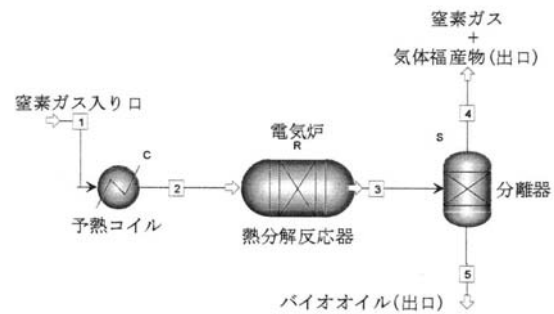 窒素ガス
+
気体福産物(出口)
窒素ガス入り口
1
4
電気炉
R
S
C
2
3
分離器
予熱コイル
熱分解反応器
5
バイオオイル(出口)